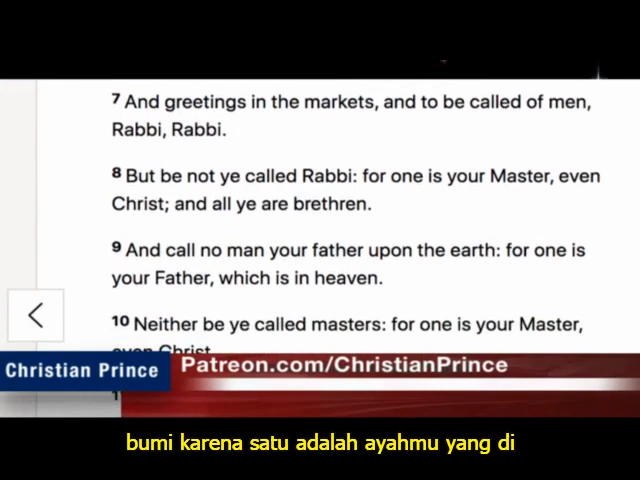 7 And greetings in the markets, and to be called of men,
Rabbi, Rabbi.
8 But be not ye called Rabbi: for one is your Master, even
Christ; and all ye are brethren.
9 And call no man your father upon the earth: for one is
your Father, which is in heaven.
10 Neither be ye called masters: for one is your Master,
even Christ.
Christian Prince
Patreon.com/ChristianPrince
bumi karena satu adalah ayahmu yang di